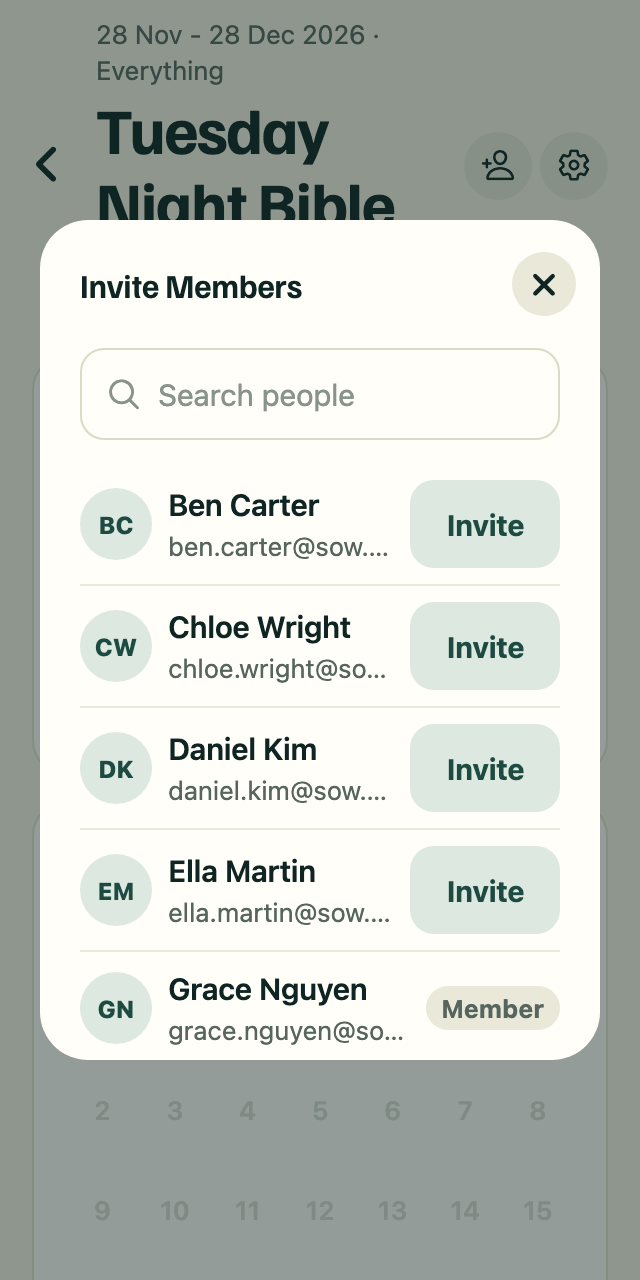 28 Nov - 28 Dec 2026 ·
Everything
Tuesday
Night Bible
Invite Members
Search people
BC
Ben Carter
ben.carter@sow....
Invite
CW
Chloe Wright
chloe.wright@so...
Invite
DK
Daniel Kim
daniel.kim@sow....
Invite
EM
Ella Martin
ella.martin@sow....
Invite
GN
Grace Nguyen
grace.nguyen@so...
Member
2 3 4 5 6 7 8
9 10 11 12 13 14 15